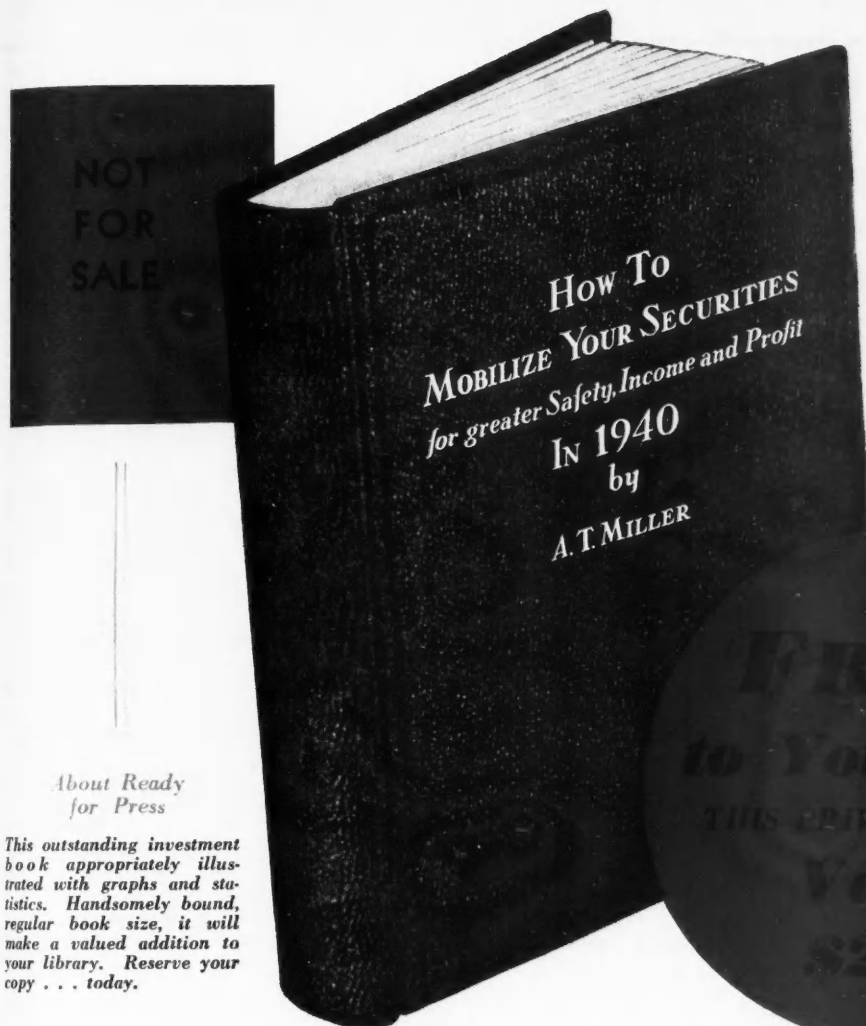 NOT
FOR
SALE
How To
MOBILIZE YOUR SECURITIES
for greater Safety, Income and Profit
IN 1940
by
A. T. MILLER
About Ready
for Press
This outstanding investment
book appropriately illus-
trated with graphs and sta-
tistics. Handsomely bound,
regular book size, it will
make a valued addition to
your library. Reserve your
copy . . . today.
to
THIS